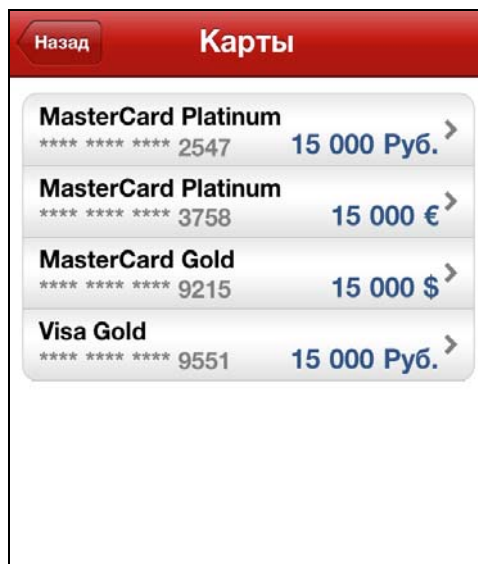 Назад Карты
MasterCard Platinum
**** **** **** 2547 15 000 Руб.
MasterCard Platinum
**** **** **** 3758 15 000 €
MasterCard Gold
**** **** **** 9215 15 000 $
Visa Gold
**** **** **** 9551 15 000 Руб.